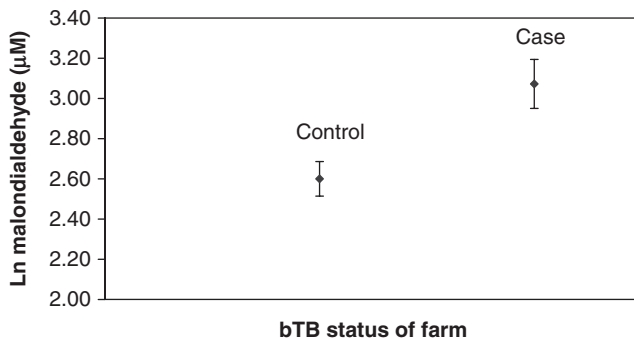 Ln malondialdehyde (μM)
3.40
3.20
3.00
2.80
2.60
2.40
2.20
2.00
Case
Control
bTB status of farm